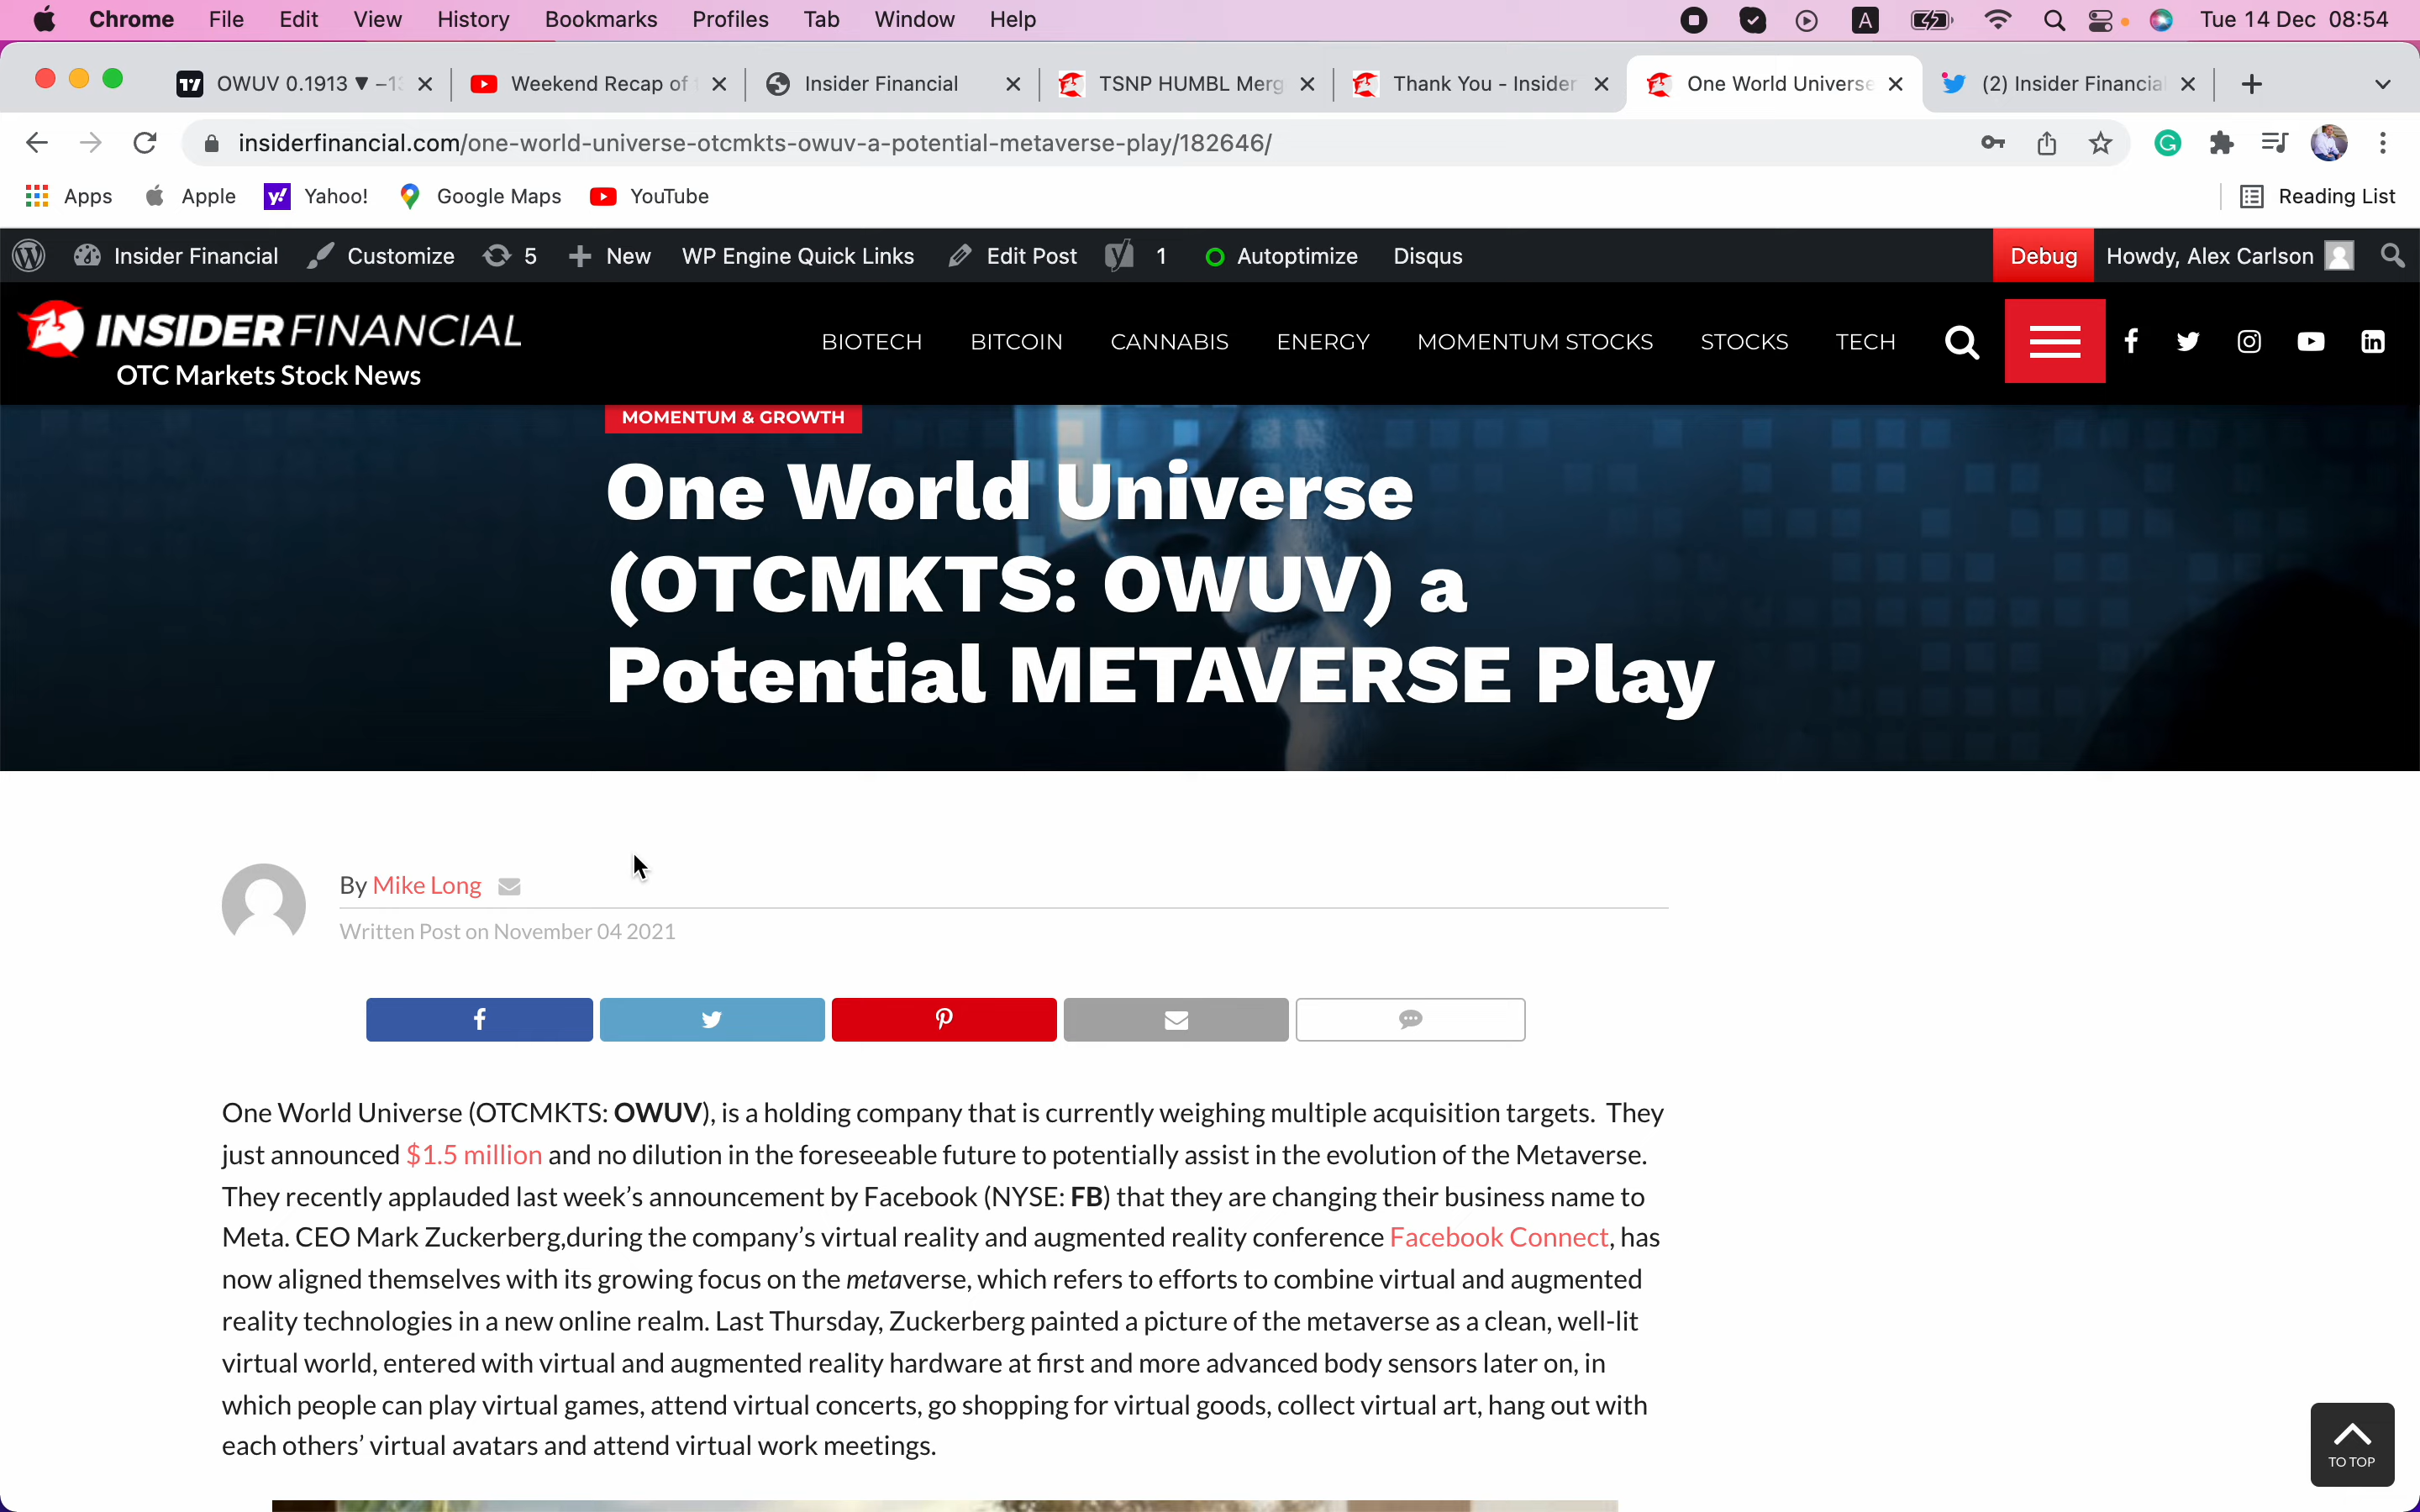 Chrome File Edit View History Bookmarks Profiles Tab Window Help A Tue 14 Dec 08:54
OWUV 0.1913 ▼ −1 Weekend Recap of Insider Financial TSNP HUMBL Merg Thank You - Insider One World Universe (2) Insider Financial
insiderfinancial.com/one-world-universe-otcmkts-owuv-a-potential-metaverse-play/182646/
Apps Apple Yahoo! Google Maps YouTube Reading List
Insider Financial Customize 5 New WP Engine Quick Links Edit Post 1 Autoptimize Disqus Debug Howdy, Alex Carlson
INSIDER FINANCIAL
OTC Markets Stock News
BIOTECH BITCOIN CANNABIS ENERGY MOMENTUM STOCKS STOCKS TECH
MOMENTUM & GROWTH
One World Universe
(OTCMKTS: OWUV) a
Potential METAVERSE Play
By Mike Long
Written Post on November 04 2021
One World Universe (OTCMKTS: OWUV), is a holding company that is currently weighing multiple acquisition targets. They
just announced $1.5 million and no dilution in the foreseeable future to potentially assist in the evolution of the Metaverse.
They recently applauded last week’s announcement by Facebook (NYSE: FB) that they are changing their business name to
Meta. CEO Mark Zuckerberg,during the company’s virtual reality and augmented reality conference Facebook Connect, has
now aligned themselves with its growing focus on the metaverse, which refers to efforts to combine virtual and augmented
reality technologies in a new online realm. Last Thursday, Zuckerberg painted a picture of the metaverse as a clean, well-lit
virtual world, entered with virtual and augmented reality hardware at first and more advanced body sensors later on, in
which people can play virtual games, attend virtual concerts, go shopping for virtual goods, collect virtual art, hang out with
each others’ virtual avatars and attend virtual work meetings.
TO TOP